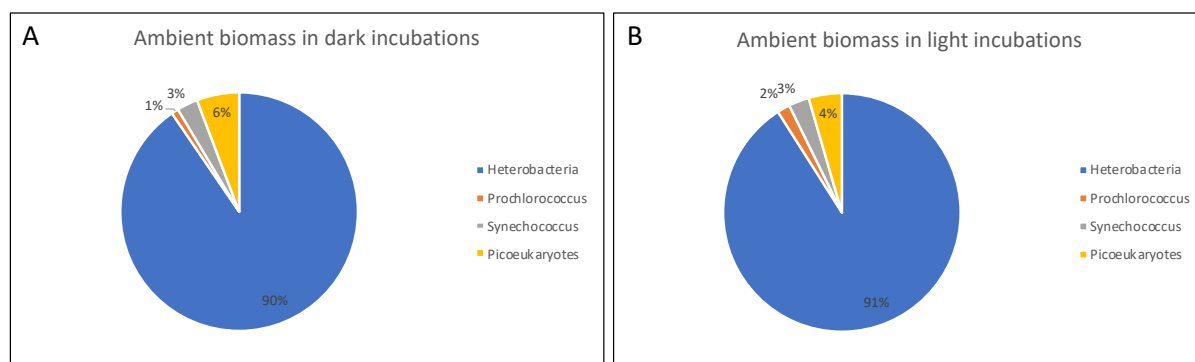 A
Ambient biomass in dark incubations
3%
1%
6%
90%
Heterobacteria
Prochlorococcus
Synechococcus
Picoeukaryotes
B
Ambient biomass in light incubations
2%
3%
4%
91%
Heterobacteria
Prochlorococcus
Synechococcus
Picoeukaryotes